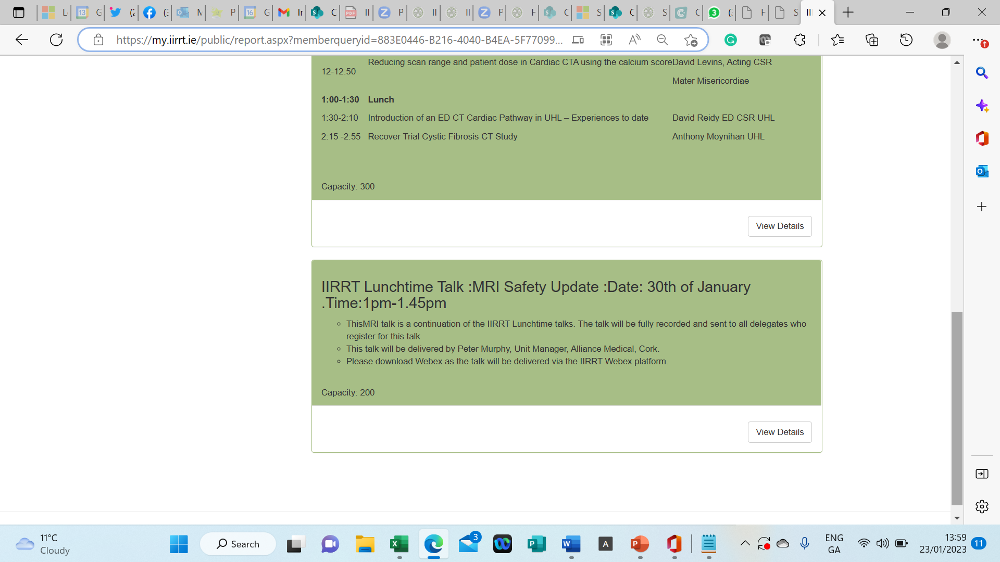 https://my.iirrt.ie/public/report.aspx?memberqueryid=883E0446-B216-4040-B4EA-5F77099...
Reducing scan range and patient dose in Cardiac CTA using the calcium scoreDavid Levins, Acting CSR
12-12:50
Mater Misericordiae
1:00-1:30 Lunch
1:30-2:10 Introduction of an ED CT Cardiac Pathway in UHL – Experiences to date David Reidy ED CSR UHL
2:15 -2:55 Recover Trial Cystic Fibrosis CT Study Anthony Moynihan UHL
Capacity: 300
View Details
IIRRT Lunchtime Talk :MRI Safety Update :Date: 30th of January
.Time:1pm-1.45pm
ThisMRI talk is a continuation of the IIRRT Lunchtime talks. The talk will be fully recorded and sent to all delegates who
register for this talk
This talk will be delivered by Peter Murphy, Unit Manager, Alliance Medical, Cork.
Please download Webex as the talk will be delivered via the IIRRT Webex platform.
Capacity: 200
View Details
11°C
Cloudy
Search
3
ENG
GA
13:59
23/01/2023
11